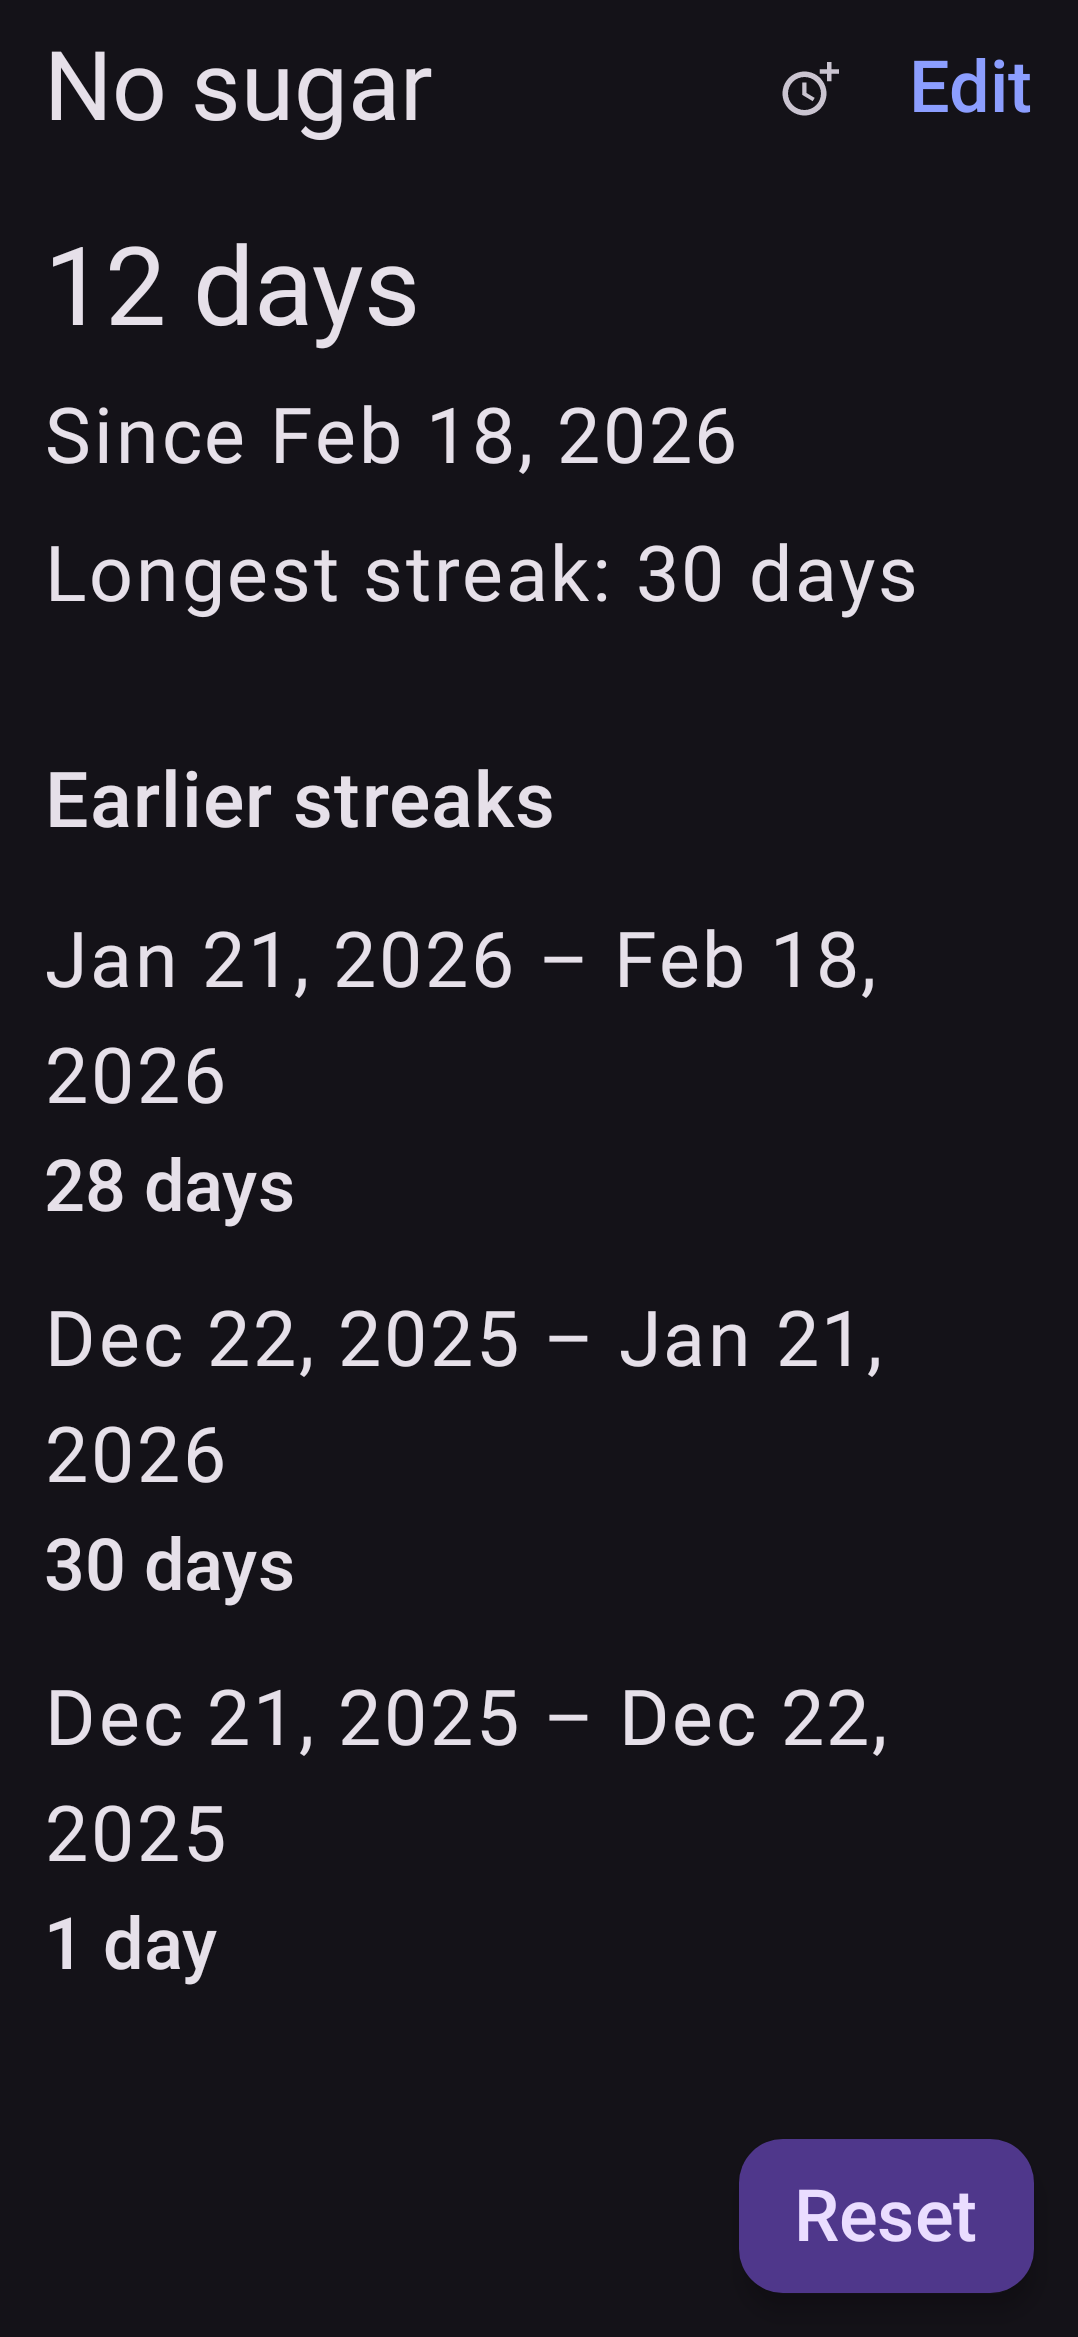 No sugar
Edit
12 days
Since Feb 18, 2026
Longest streak: 30 days
Earlier streaks
Jan 21, 2026 – Feb 18,
2026
28 days
Dec 22, 2025 – Jan 21,
2026
30 days
Dec 21, 2025 – Dec 22,
2025
1 day
Reset